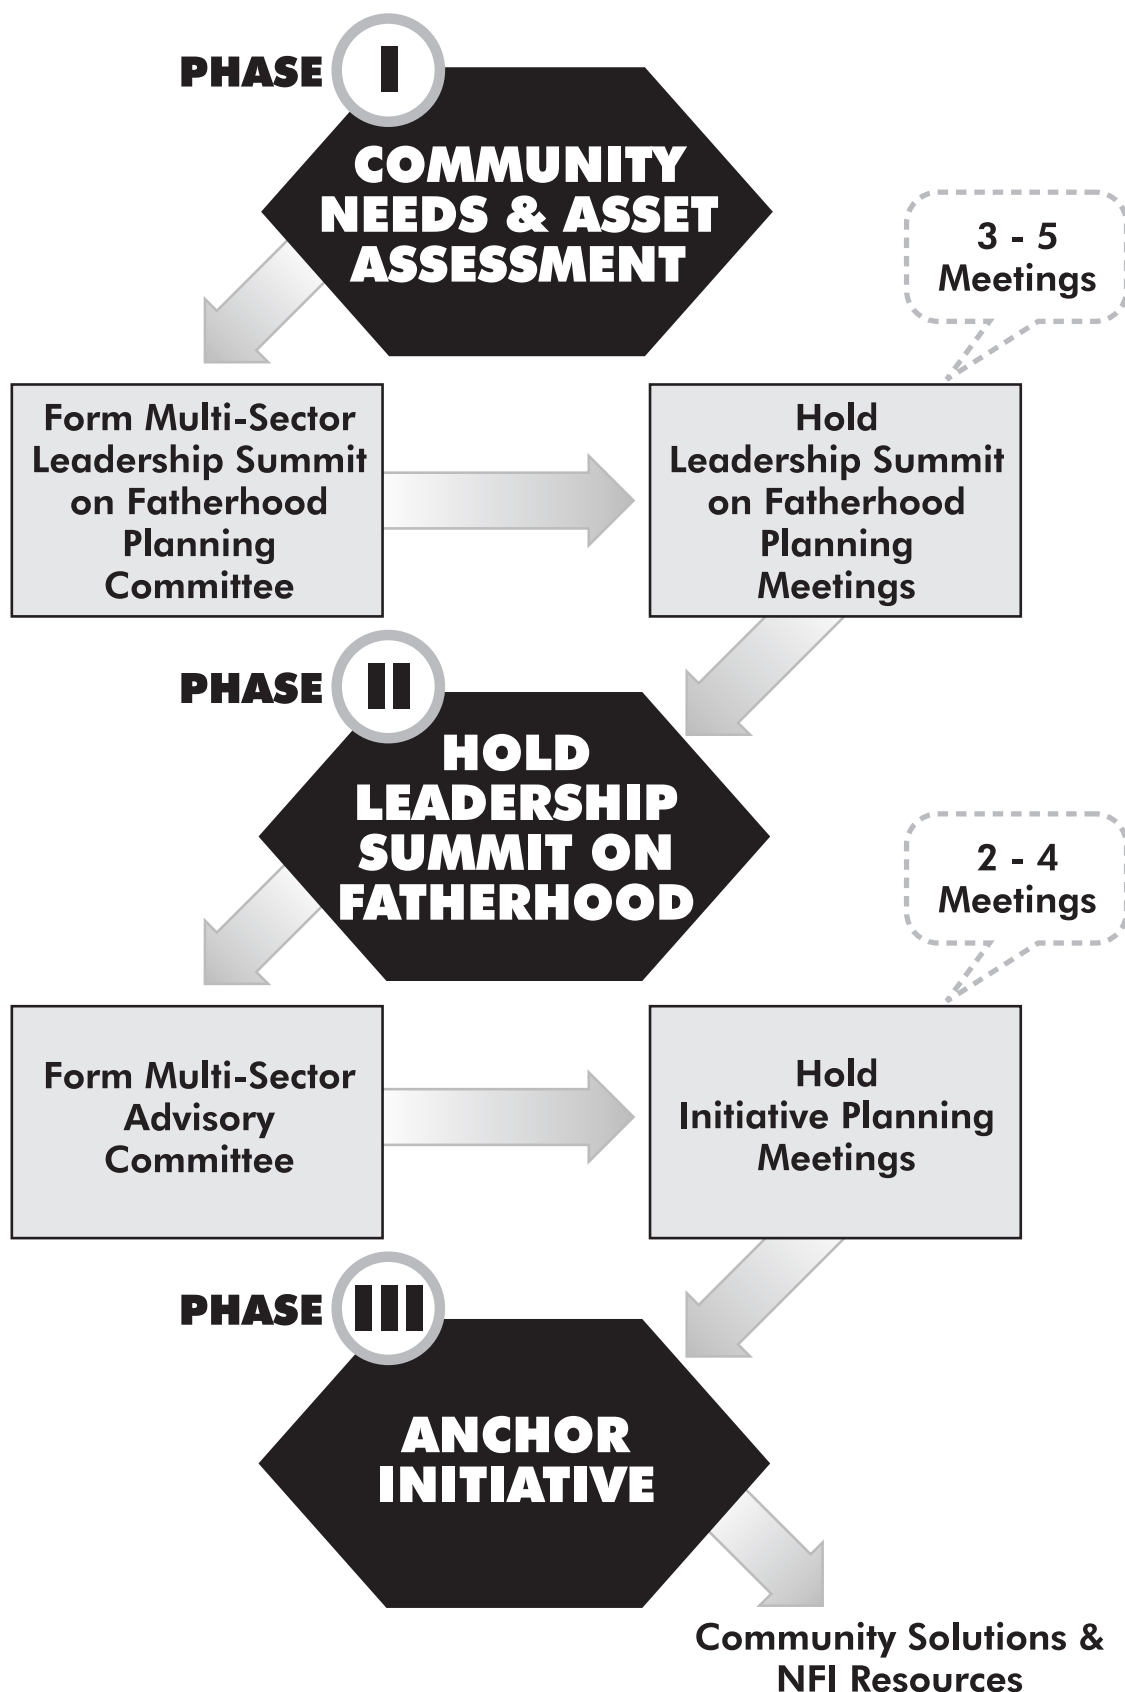 PHASE I
COMMUNITY
NEEDS & ASSET
ASSESSMENT
3 - 5
Meetings
Form Multi-Sector
Leadership Summit
on Fatherhood
Planning
Committee
Hold
Leadership Summit
on Fatherhood
Planning
Meetings
PHASE II
HOLD
LEADERSHIP
SUMMIT ON
FATHERHOOD
2 - 4
Meetings
Form Multi-Sector
Advisory
Committee
Hold
Initiative Planning
Meetings
PHASE III
ANCHOR
INITIATIVE
Community Solutions &
NFI Resources